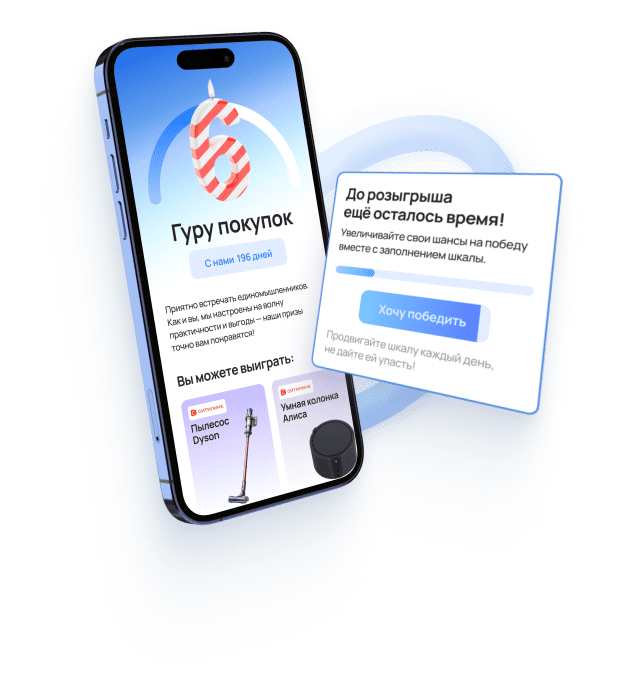 6
Гуру покупок
С нами 196 дней
Приятно встречать единомышленников.
Как и вы, мы настроены на волну
практичности и выгоды — наши призы
точно вам понравятся!
Вы можете выиграть:
СИТИЛИНК
Пылесос
Dyson
СИТИЛИНК
Умная колонка
Алиса
До розыгрыша
ещё осталось время!
Увеличивайте свои шансы на победу
вместе с заполнением шкалы.
Хочу победить
Продвигайте шкалу каждый день,
не дайте ей упасть!